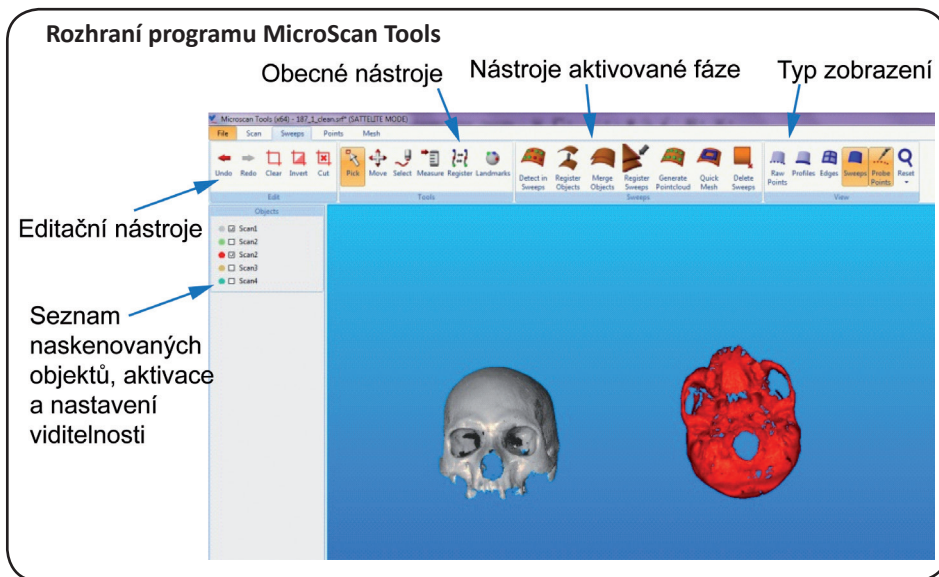 Rozhraní programu MicroScan Tools
Obecné nástroje
Nástroje aktivované fáze
Typ zobrazení
Microscan Tools (x64) - 187_1_clean.srf* (SATTELITE MODE)
File Scan Sweeps Points Mesh
Undo Redo Clear Invert Cut Pick Move Select Measure Register Landmarks Detect in Sweeps Register Objects Merge Objects Register Sweeps Generate Pointcloud Quick Mesh Delete Sweeps Raw Points Profiles Edges Sweeps Probe Points Reset
Edit Tools Sweeps View
Editační nástroje
Objects
Scan1
Scan2
Scan2
Scan3
Scan4
Seznam
naskenovaných
objektů, aktivace
a nastavení
viditelnosti